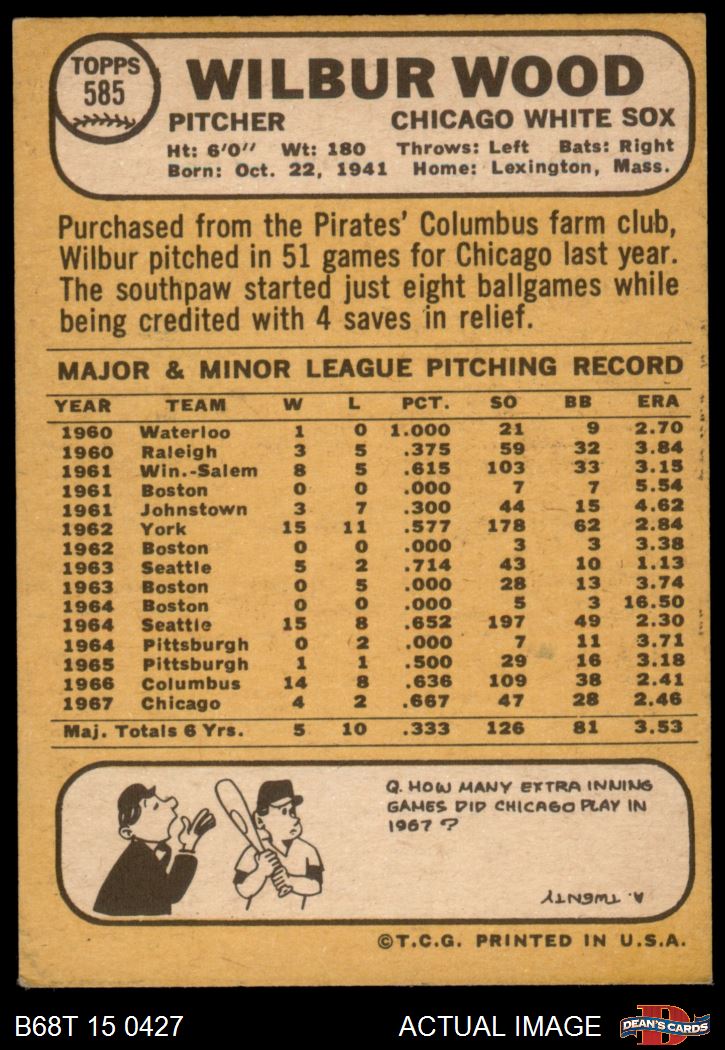 TOPPS
585
WILBUR WOOD
PITCHER CHICAGO WHITE SOX
Ht: 6'0" Wt: 180 Throws: Left Bats: Right
Born: Oct. 22, 1941 Home: Lexington, Mass.
Purchased from the Pirates' Columbus farm club,
Wilbur pitched in 51 games for Chicago last year.
The southpaw started just eight ballgames while
being credited with 4 saves in relief.
MAJOR & MINOR LEAGUE PITCHING RECORD
YEAR TEAM W L PCT. SO BB ERA
1960 Waterloo 1 0 1.000 21 9 2.70
1960 Raleigh 3 5 .375 59 32 3.84
1961 Win.-Salem 8 5 .615 103 33 3.15
1961 Boston 0 0 .000 7 7 5.54
1961 Johnstown 3 7 .300 44 15 4.62
1962 York 15 11 .577 178 62 2.84
1962 Boston 0 0 .000 3 3 3.38
1963 Seattle 5 2 .714 43 10 1.13
1963 Boston 0 5 .000 28 13 3.74
1964 Boston 0 0 .000 5 3 16.50
1964 Seattle 15 8 .652 197 49 2.30
1964 Pittsburgh 0 2 .000 7 11 3.71
1965 Pittsburgh 1 1 .500 29 16 3.18
1966 Columbus 14 8 .636 109 38 2.41
1967 Chicago 4 2 .667 47 28 2.46
Maj. Totals 6 Yrs. 5 10 .333 126 81 3.53
Q. HOW MANY EXTRA INNING
GAMES DID CHICAGO PLAY IN
1967?
A. TWENTY
©T.C.G. PRINTED IN U.S.A.
B68T 15 0427 ACTUAL IMAGE D DEAN'S CARDS